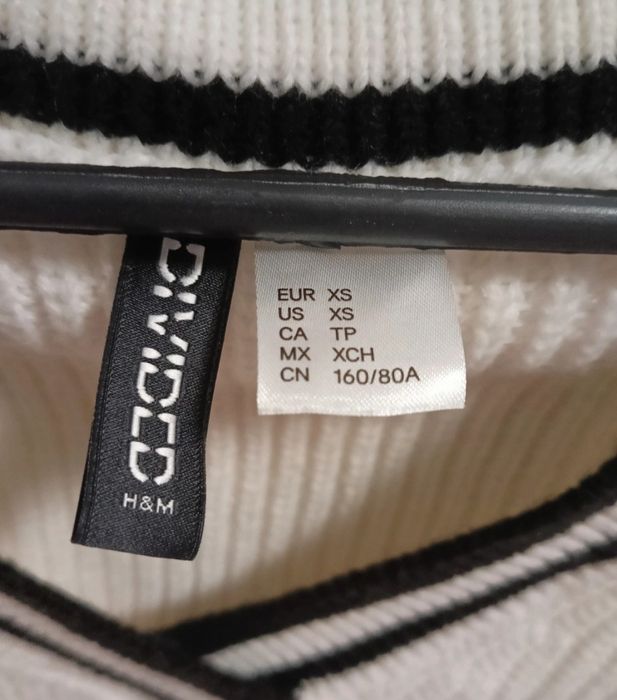 DIVIDED
H&M
EUR XS
US XS
CA TP
MX XCH
CN 160/80A